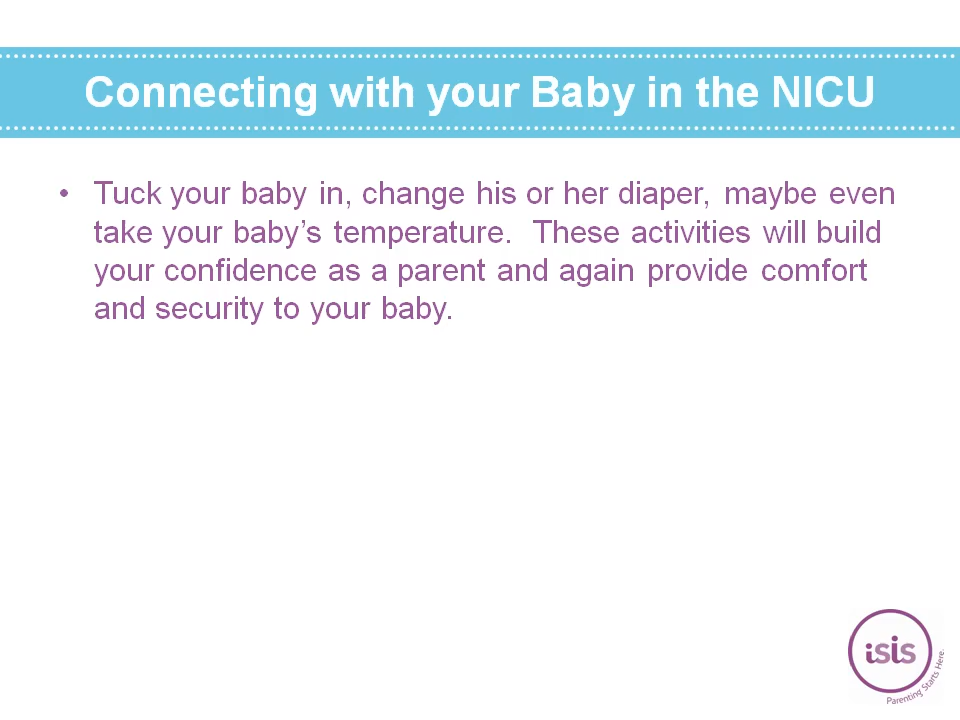 Connecting with your Baby in the NICU
• Tuck your baby in, change his or her diaper, maybe even
take your baby’s temperature.  These activities will build
your confidence as a parent and again provide comfort
and security to your baby.
isis
Parenting Starts Here.